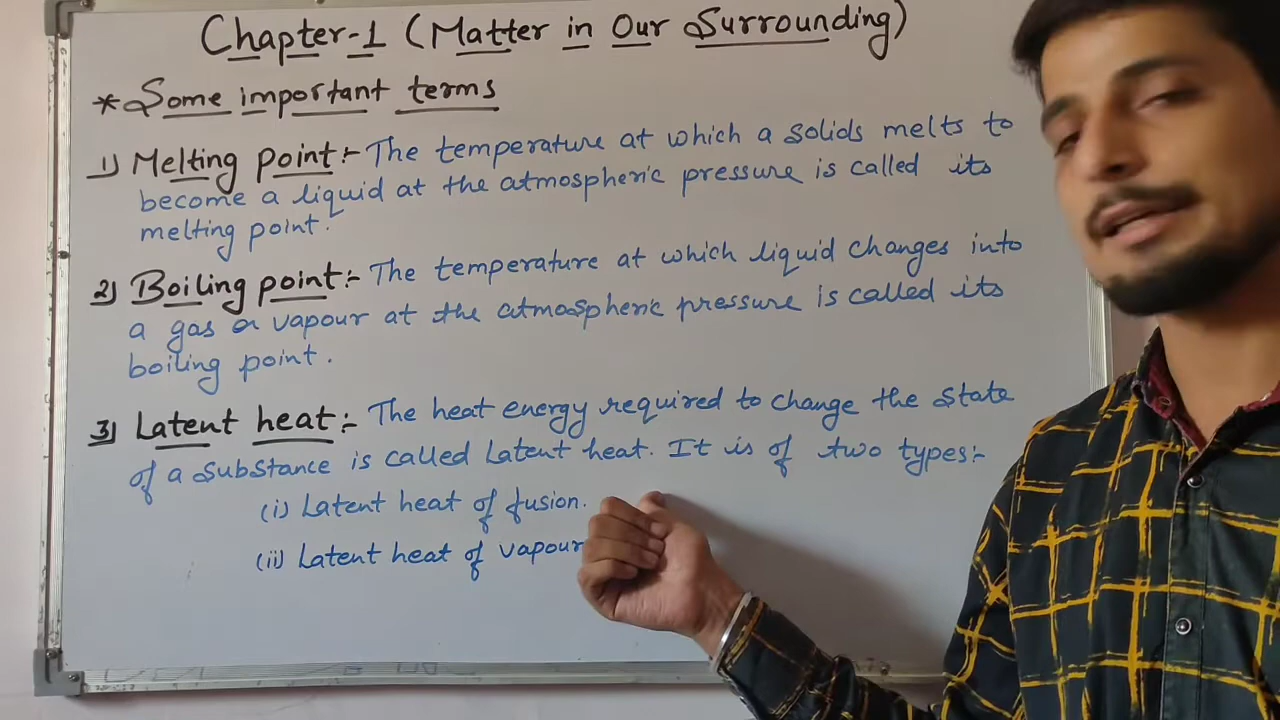 Chapter-1 (Matter in Our Surrounding)
* Some important terms
1) Melting point:- The temperature at which a solids melts to
become a liquid at the atmospheric pressure is called its
melting point.
2) Boiling point:- The temperature at which liquid changes into
a gas or vapour at the atmospheric pressure is called its
boiling point.
3) Latent heat:- The heat energy required to change the state
of a substance is called Latent heat. It is of two types:-
(i) Latent heat of fusion.
(ii) Latent heat of vapour